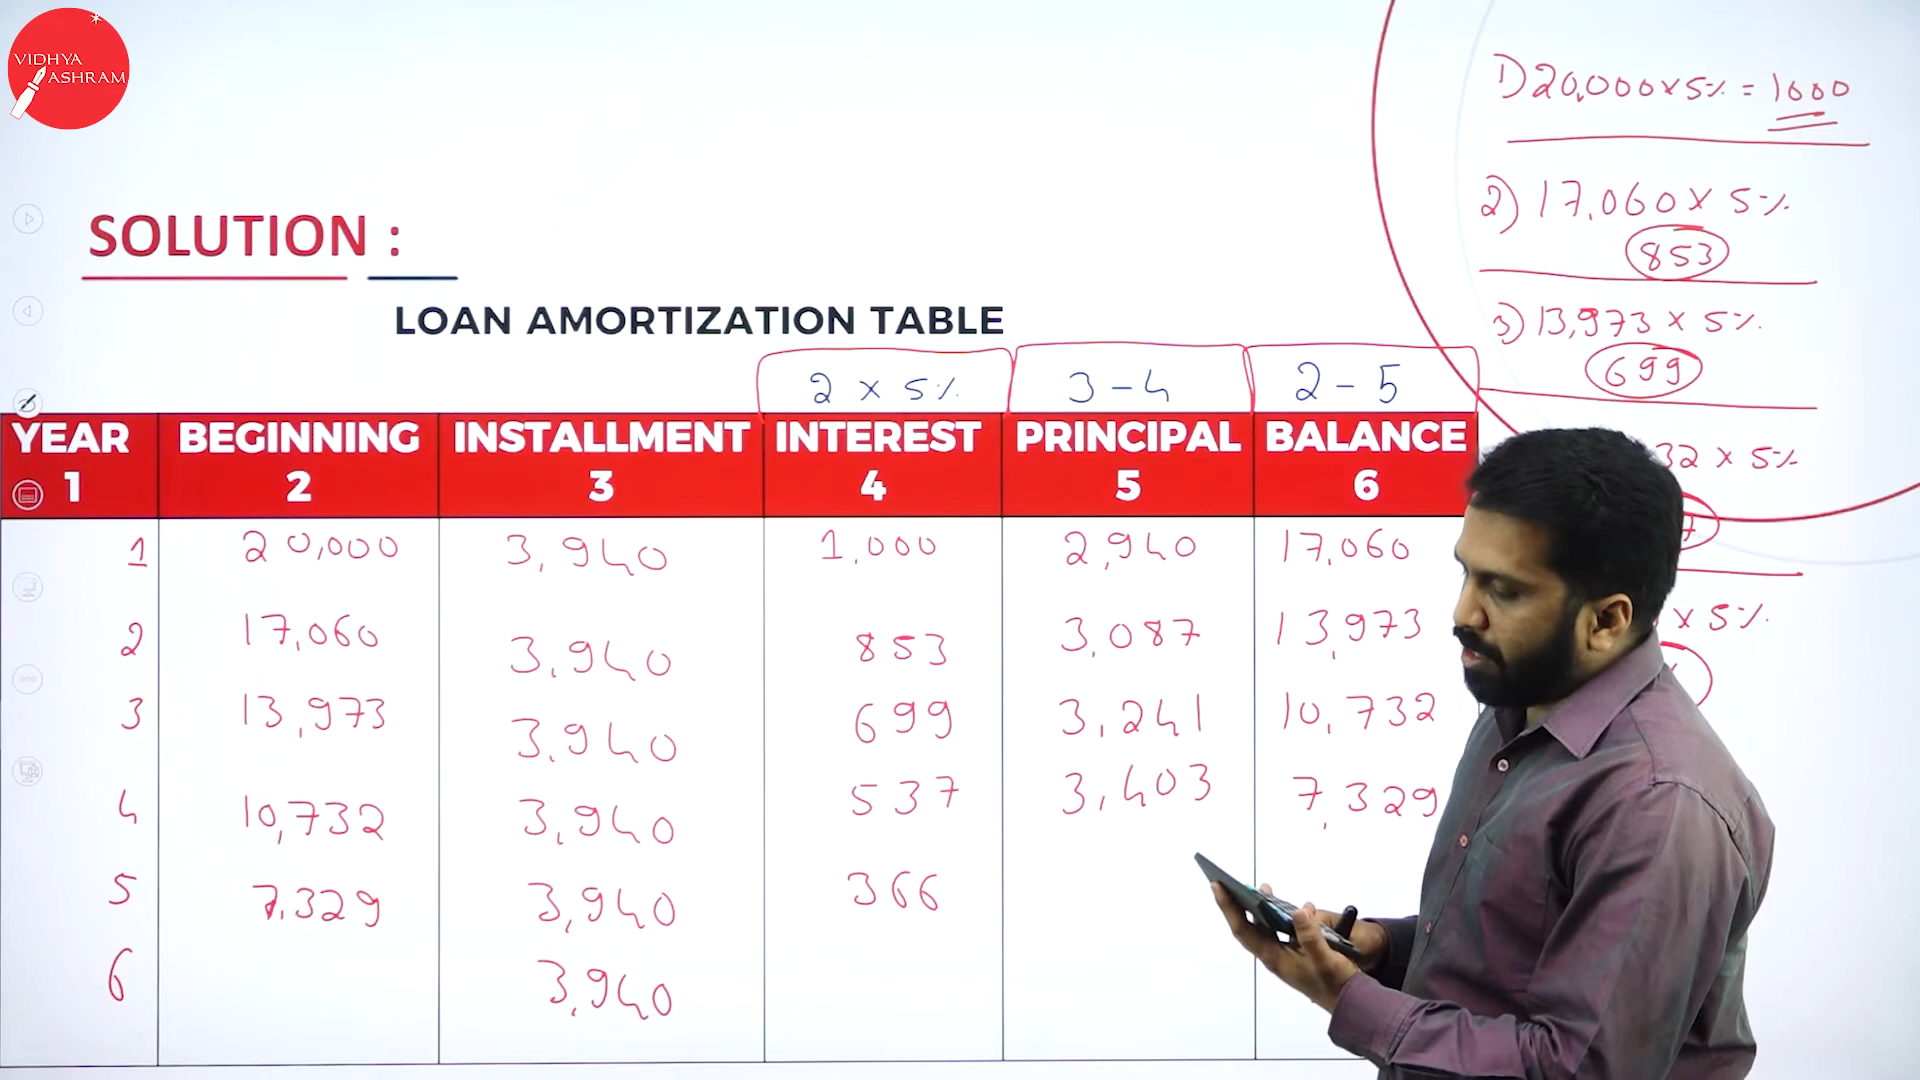 VIDHYA
ASHRAM
1) 20,000 x 5% = 1000
2) 17,060 x 5%
853
3) 13,973 x 5%
699
32 x 5%
7
x 5%
SOLUTION :
LOAN AMORTIZATION TABLE
2 x 5% 3 - 4 2 - 5
YEAR BEGINNING INSTALLMENT INTEREST PRINCIPAL BALANCE
1 2 3 4 5 6
1 20,000 3,940 1,000 2,940 17,060
2 17,060 3,940 853 3,087 13,973
3 13,973 3,940 699 3,241 10,732
4 10,732 3,940 537 3,403 7,329
5 7,329 3,940 366
6 3,940